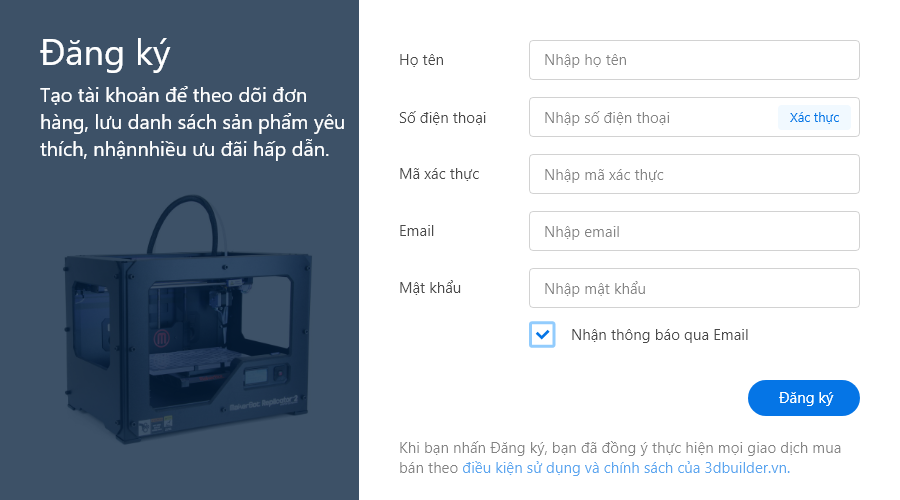 Đăng ký
Tạo tài khoản để theo dõi đơn
hàng, lưu danh sách sản phẩm yêu
thích, nhậnnhiều ưu đãi hấp dẫn.
Họ tên
Nhập họ tên
Số điện thoại
Nhập số điện thoại
Xác thực
Mã xác thực
Nhập mã xác thực
Email
Nhập email
Mật khẩu
Nhập mật khẩu
Nhận thông báo qua Email
Đăng ký
Khi bạn nhấn Đăng ký, bạn đã đồng ý thực hiện mọi giao dịch mua
bán theo điều kiện sử dụng và chính sách của 3dbuilder.vn.
MakerBot Replicator 2